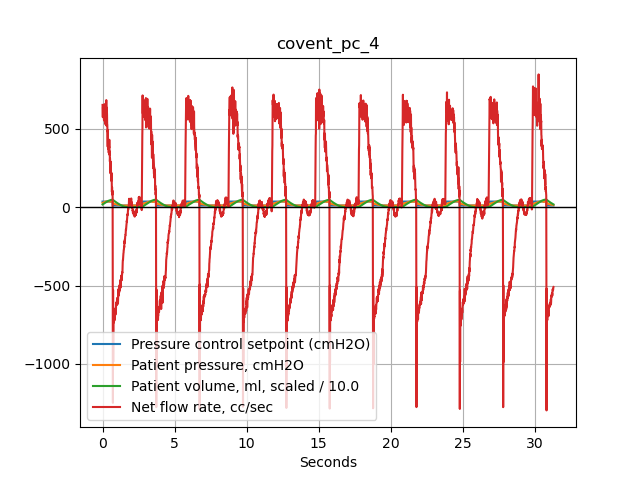 covent_pc_4
500
0
−500
−1000
Pressure control setpoint (cmH2O)
Patient pressure, cmH2O
Patient volume, ml, scaled / 10.0
Net flow rate, cc/sec
0 5 10 15 20 25 30
Seconds